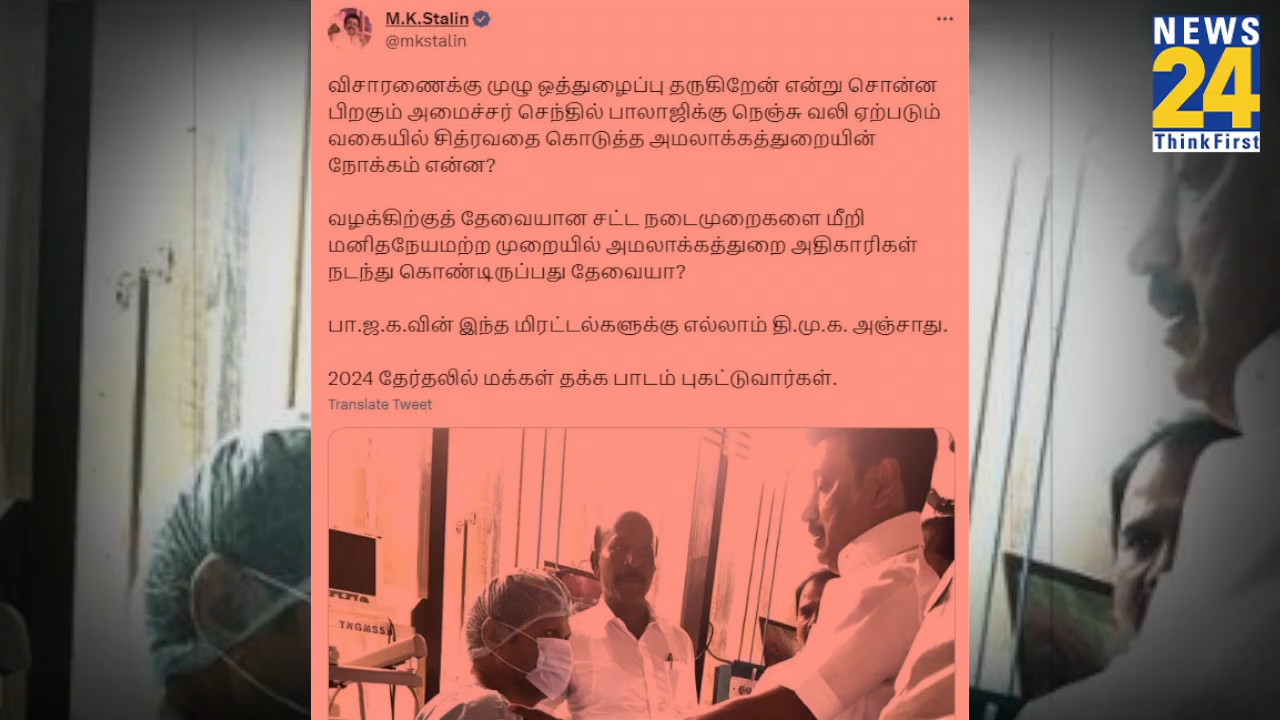 M.K.Stalin
@mkstalin
விசாரணைக்கு முழு ஒத்துழைப்பு தருகிறேன் என்று சொன்ன
பிறகும் அமைச்சர் செந்தில் பாலாஜிக்கு நெஞ்சு வலி ஏற்படும்
வகையில் சித்ரவதை கொடுத்த அமலாக்கத்துறையின்
நோக்கம் என்ன?
வழக்கிற்குத் தேவையான சட்ட நடைமுறைகளை மீறி
மனிதநேயமற்ற முறையில் அமலாக்கத்துறை அதிகாரிகள்
நடந்து கொண்டிருப்பது தேவையா?
பா.ஜ.க.வின் இந்த மிரட்டல்களுக்கு எல்லாம் தி.மு.க. அஞ்சாது.
2024 தேர்தலில் மக்கள் தக்க பாடம் புகட்டுவார்கள்.
Translate Tweet
TNGMSS
NEWS
24
ThinkFirst